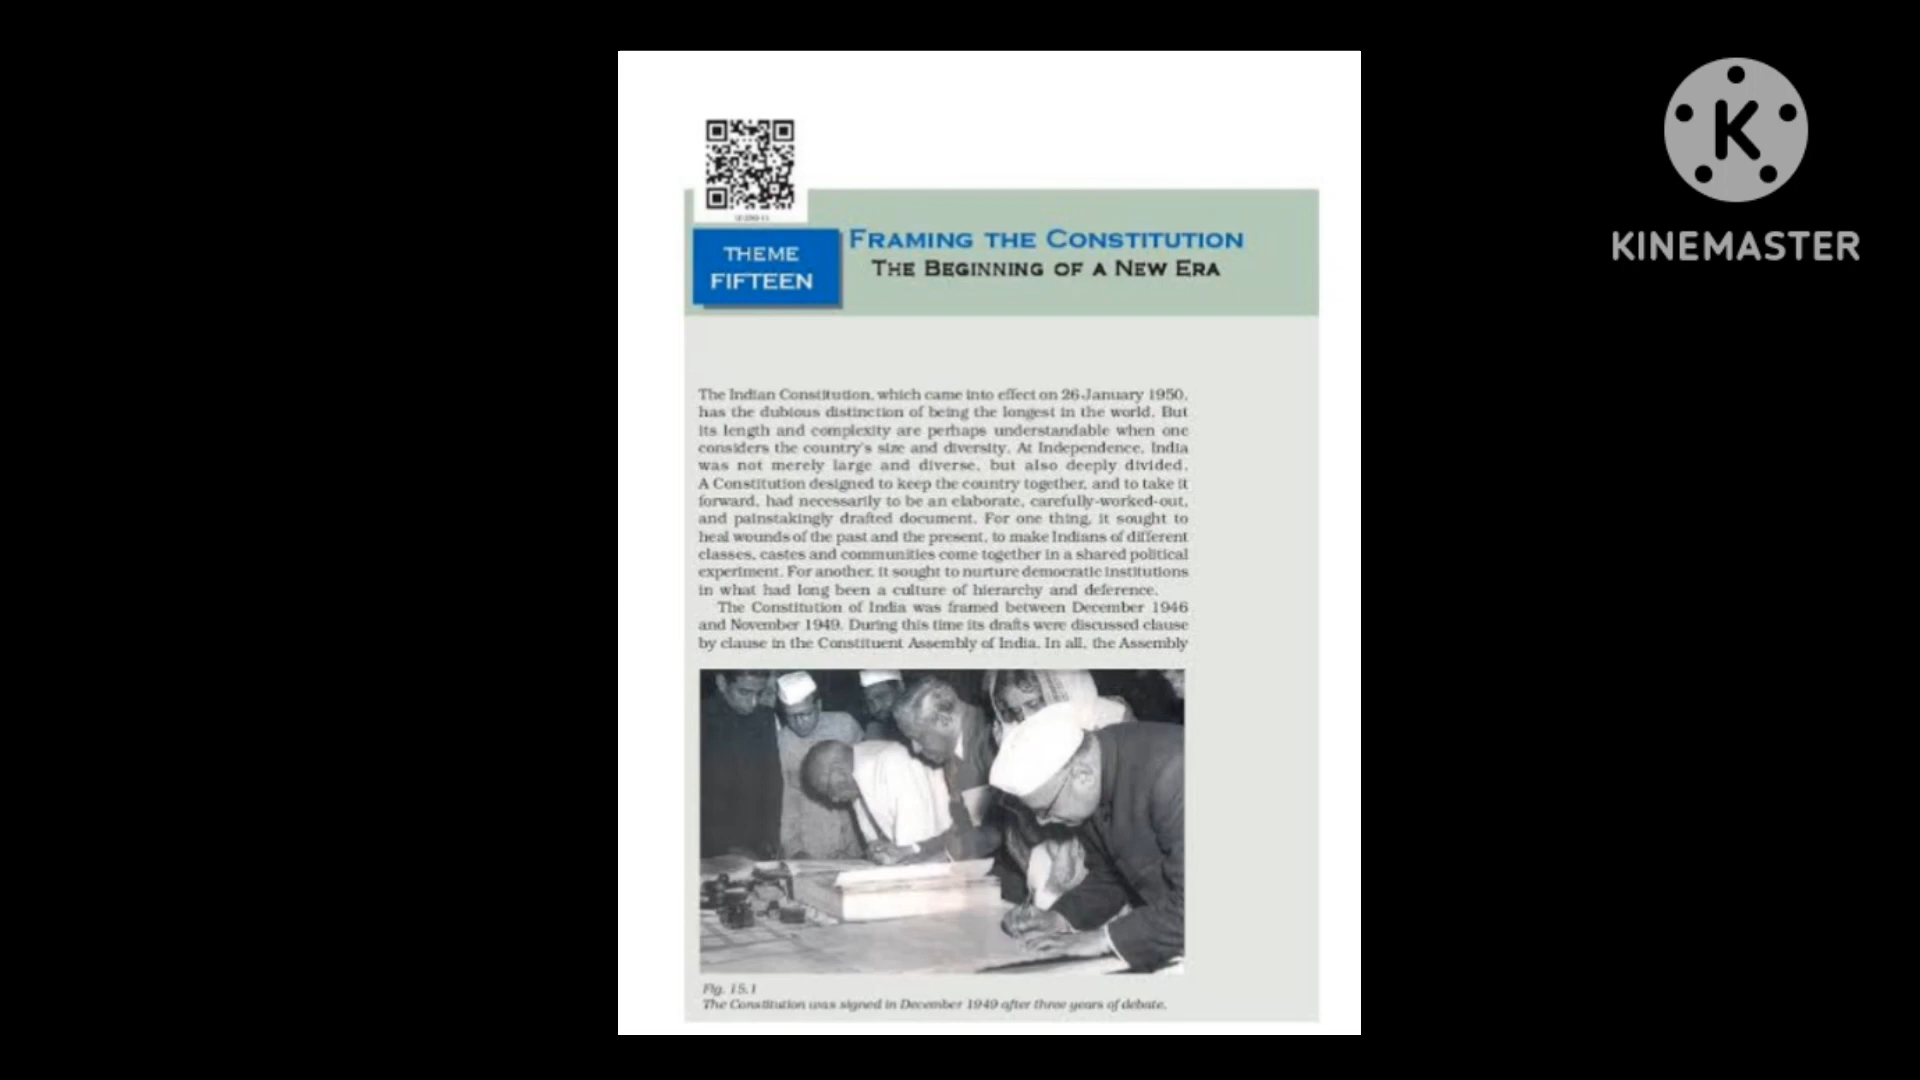 THEME
FIFTEEN
FRAMING THE CONSTITUTION
THE BEGINNING OF A NEW ERA
The Indian Constitution, which came into effect on 26 January 1950,
has the dubious distinction of being the longest in the world. But
its length and complexity are perhaps understandable when one
considers the country's size and diversity. At Independence, India
was not merely large and diverse, but also deeply divided.
A Constitution designed to keep the country together, and to take it
forward, had necessarily to be an elaborate, carefully-worked-out,
and painstakingly drafted document. For one thing, it sought to
heal wounds of the past and the present, to make Indians of different
classes, castes and communities come together in a shared political
experiment. For another, it sought to nurture democratic institutions
in what had long been a culture of hierarchy and deference.
The Constitution of India was framed between December 1946
and November 1949. During this time its drafts were discussed clause
by clause in the Constituent Assembly of India. In all, the Assembly
Fig. 15.1
The Constitution was signed in December 1949 after three years of debate.
K
KINEMASTER